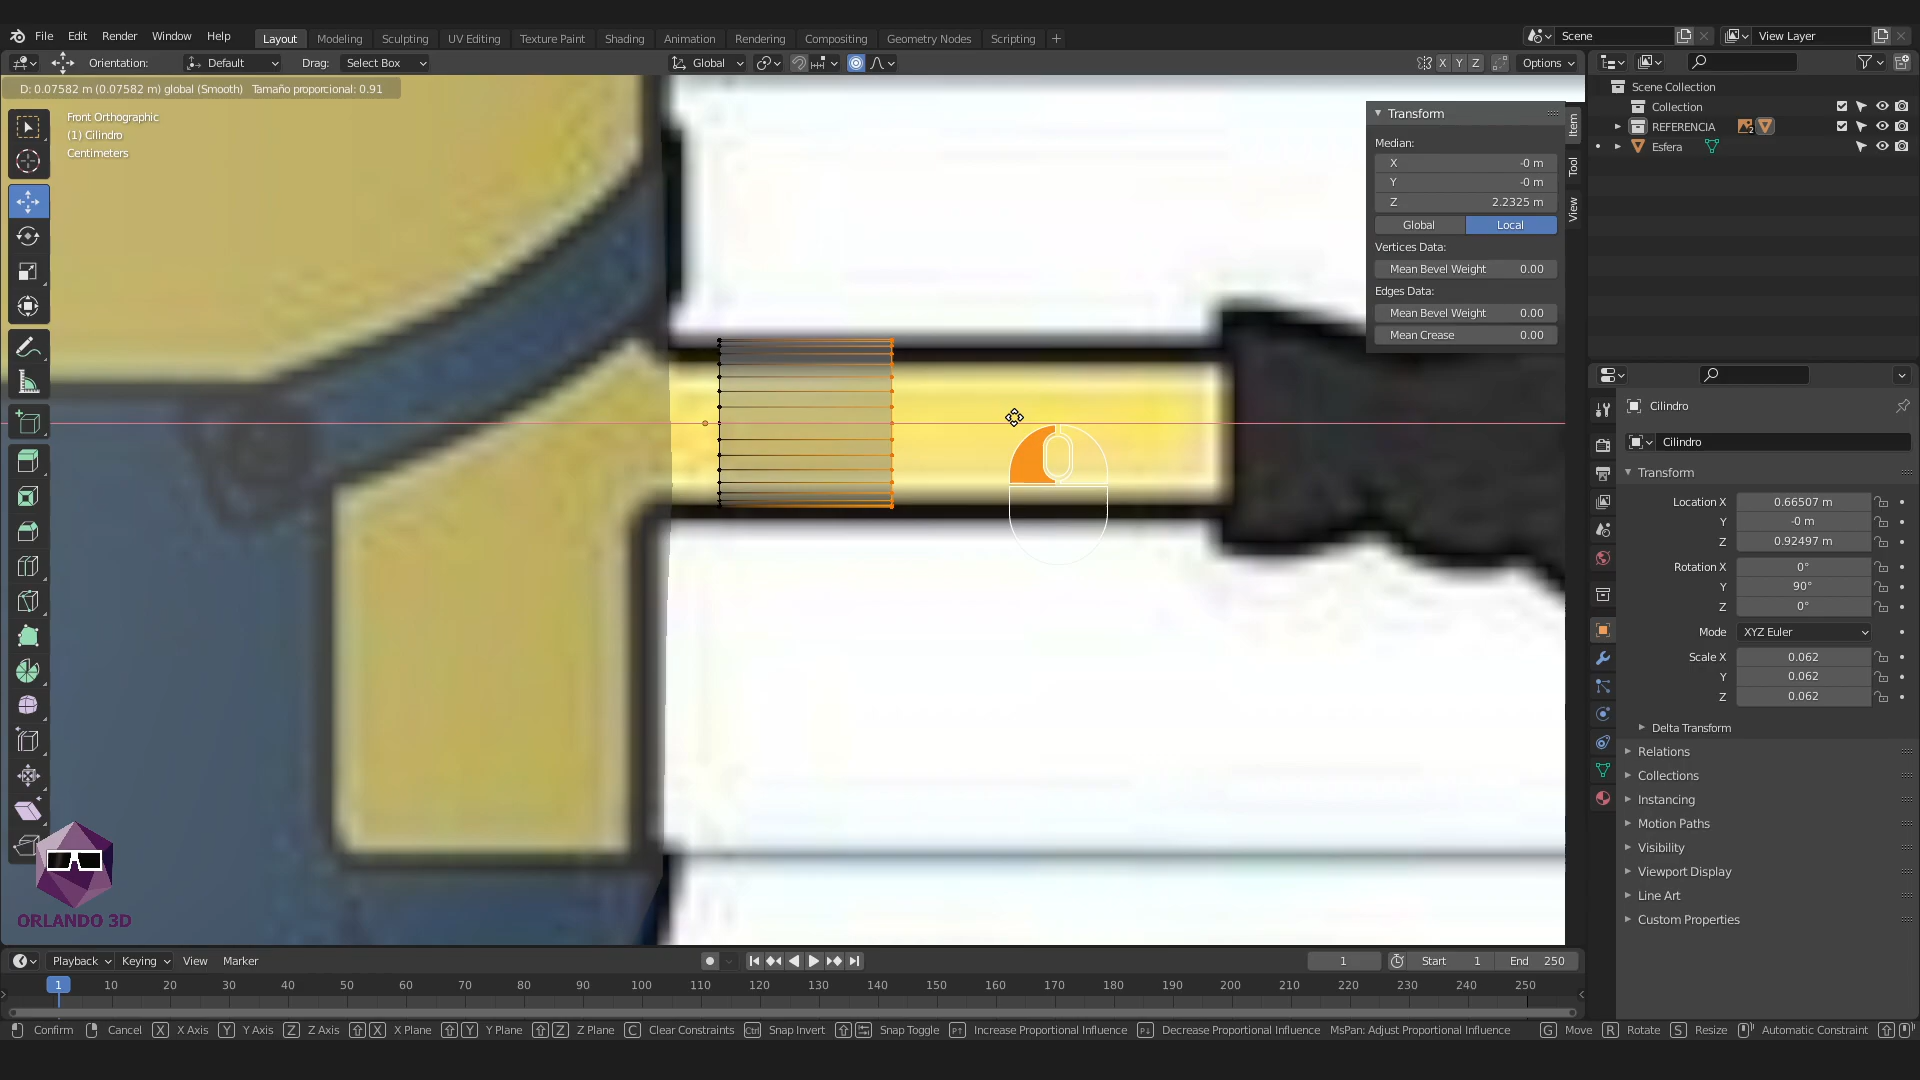 File Edit Render Window Help
Layout Modeling Sculpting UV Editing Texture Paint Shading Animation Rendering Compositing Geometry Nodes Scripting +
Scene
View Layer
Orientation: Default Drag: Select Box
Global
X Y Z
Options
D: 0.07582 m (0.07582 m) global (Smooth) Tamaño proporcional: 0.91
Front Orthographic
(1) Cilindro
Centimeters
Transform
Median:
X -0 m
Y -0 m
Z 2.2325 m
Global Local
Vertices Data:
Mean Bevel Weight 0.00
Edges Data:
Mean Bevel Weight 0.00
Mean Crease 0.00
Item
Tool
View
Scene Collection
Collection
REFERENCIA 2
Esfera
Cilindro
Cilindro
Transform
Location X 0.66507 m
Y -0 m
Z 0.92497 m
Rotation X 0°
Y 90°
Z 0°
Mode XYZ Euler
Scale X 0.062
Y 0.062
Z 0.062
Delta Transform
Relations
Collections
Instancing
Motion Paths
Visibility
Viewport Display
Line Art
Custom Properties
ORLANDO 3D
Playback Keying View Marker
1
Start 1 End 250
1 10 20 30 40 50 60 70 80 90 100 110 120 130 140 150 160 170 180 190 200 210 220 230 240 250
Confirm Cancel X X Axis Y Y Axis Z Z Axis X X Plane Y Y Plane Z Z Plane C Clear Constraints Ctrl Snap Invert Snap Toggle Increase Proportional Influence Decrease Proportional Influence MsPan: Adjust Proportional Influence G Move R Rotate S Resize Automatic Constraint